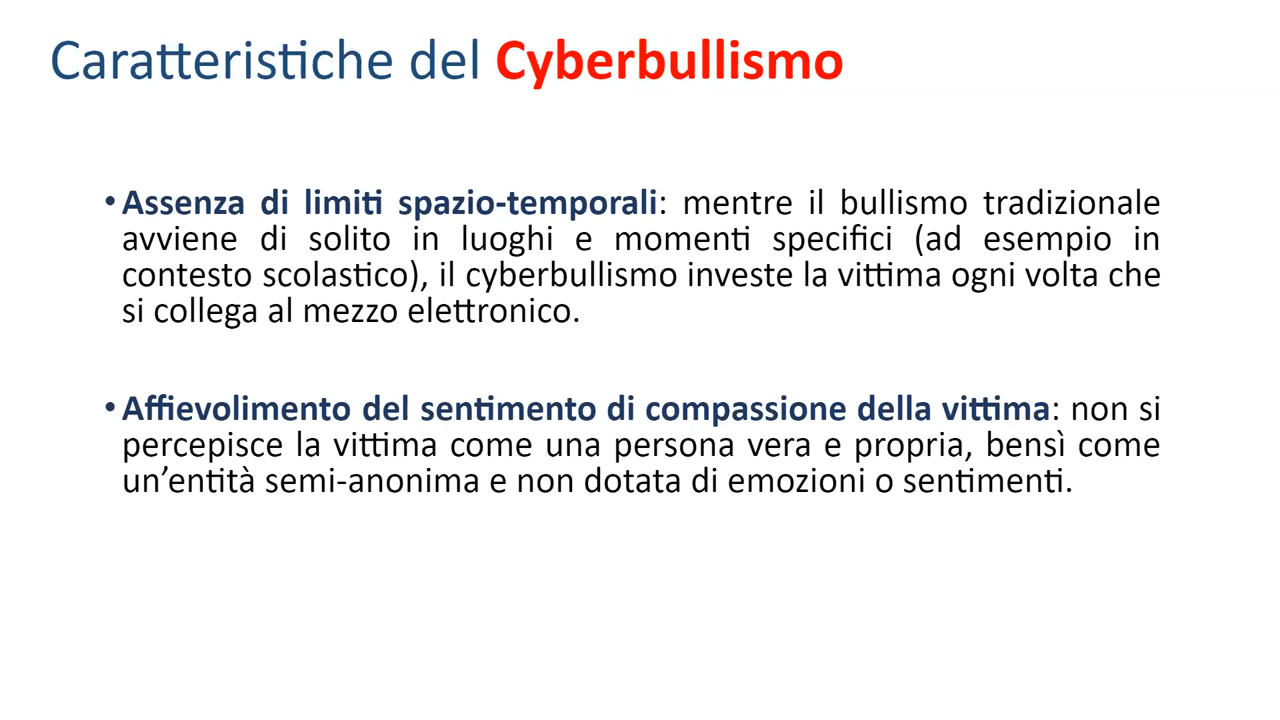 Caratteristiche del Cyberbullismo
•Assenza di limiti spazio-temporali: mentre il bullismo tradizionale
avviene di solito in luoghi e momenti specifici (ad esempio in
contesto scolastico), il cyberbullismo investe la vittima ogni volta che
si collega al mezzo elettronico.
•Affievolimento del sentimento di compassione della vittima: non si
percepisce la vittima come una persona vera e propria, bensì come
un’entità semi-anonima e non dotata di emozioni o sentimenti.